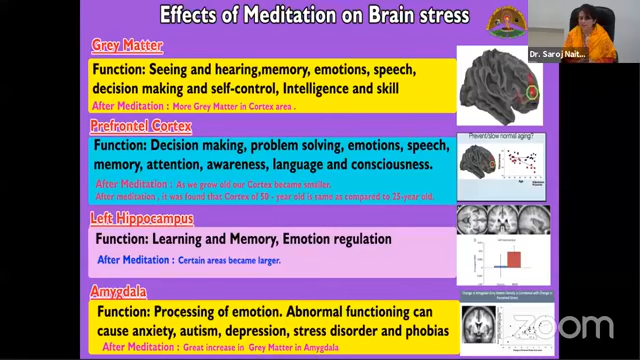 Effects of Meditation on Brain stress
Dr. Saroj Nait...
Grey Matter
Function: Seeing and hearing,memory, emotions, speech,
decision making and self-control, Intelligence and skill
After Meditation : More Grey Matter in Cortex area .
Prefrontel Cortex
Function: Decision making, problem solving, emotions, speech,
memory, attention, awareness, language and consciousness.
After Meditation : As we grow old our Cortex became smaller.
After meditation , it was found that Cortex of 50 - year old is same as compared to 25-year old.
Prevent/slow normal aging?
Left Hippocampus
Function: Learning and Memory, Emotion regulation
After Meditation : Certain areas became larger.
Amygdala
Function: Processing of emotion. Abnormal functioning can
cause anxiety, autism, depression, stress disorder and phobias
After Meditation : Great increase in Grey Matter in Amygdala
zoom